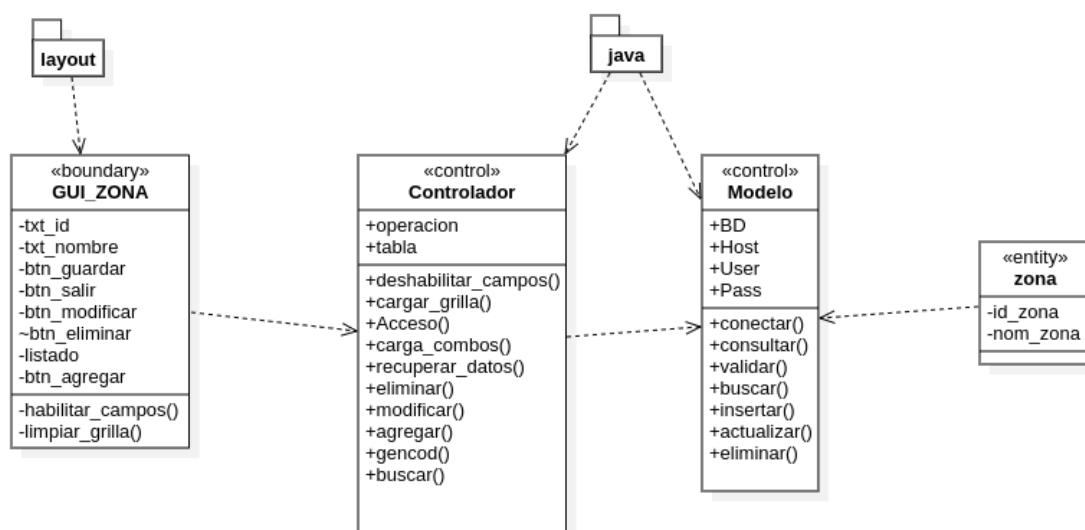 layout
java
«boundary»
GUI_ZONA
-txt_id
-txt_nombre
-btn_guardar
-btn_salir
-btn_modificar
~btn_eliminar
-listado
-btn_agregar
-habilitar_campos()
-limpiar_grilla()
«control»
Controlador
+operacion
+tabla
+deshabilitar_campos()
+cargar_grilla()
+Acceso()
+carga_combos()
+recuperar_datos()
+eliminar()
+modificar()
+agregar()
+gencod()
+buscar()
«control»
Modelo
+BD
+Host
+User
+Pass
+conectar()
+consultar()
+validar()
+buscar()
+insertar()
+actualizar()
+eliminar()
«entity»
zona
-id_zona
-nom_zona